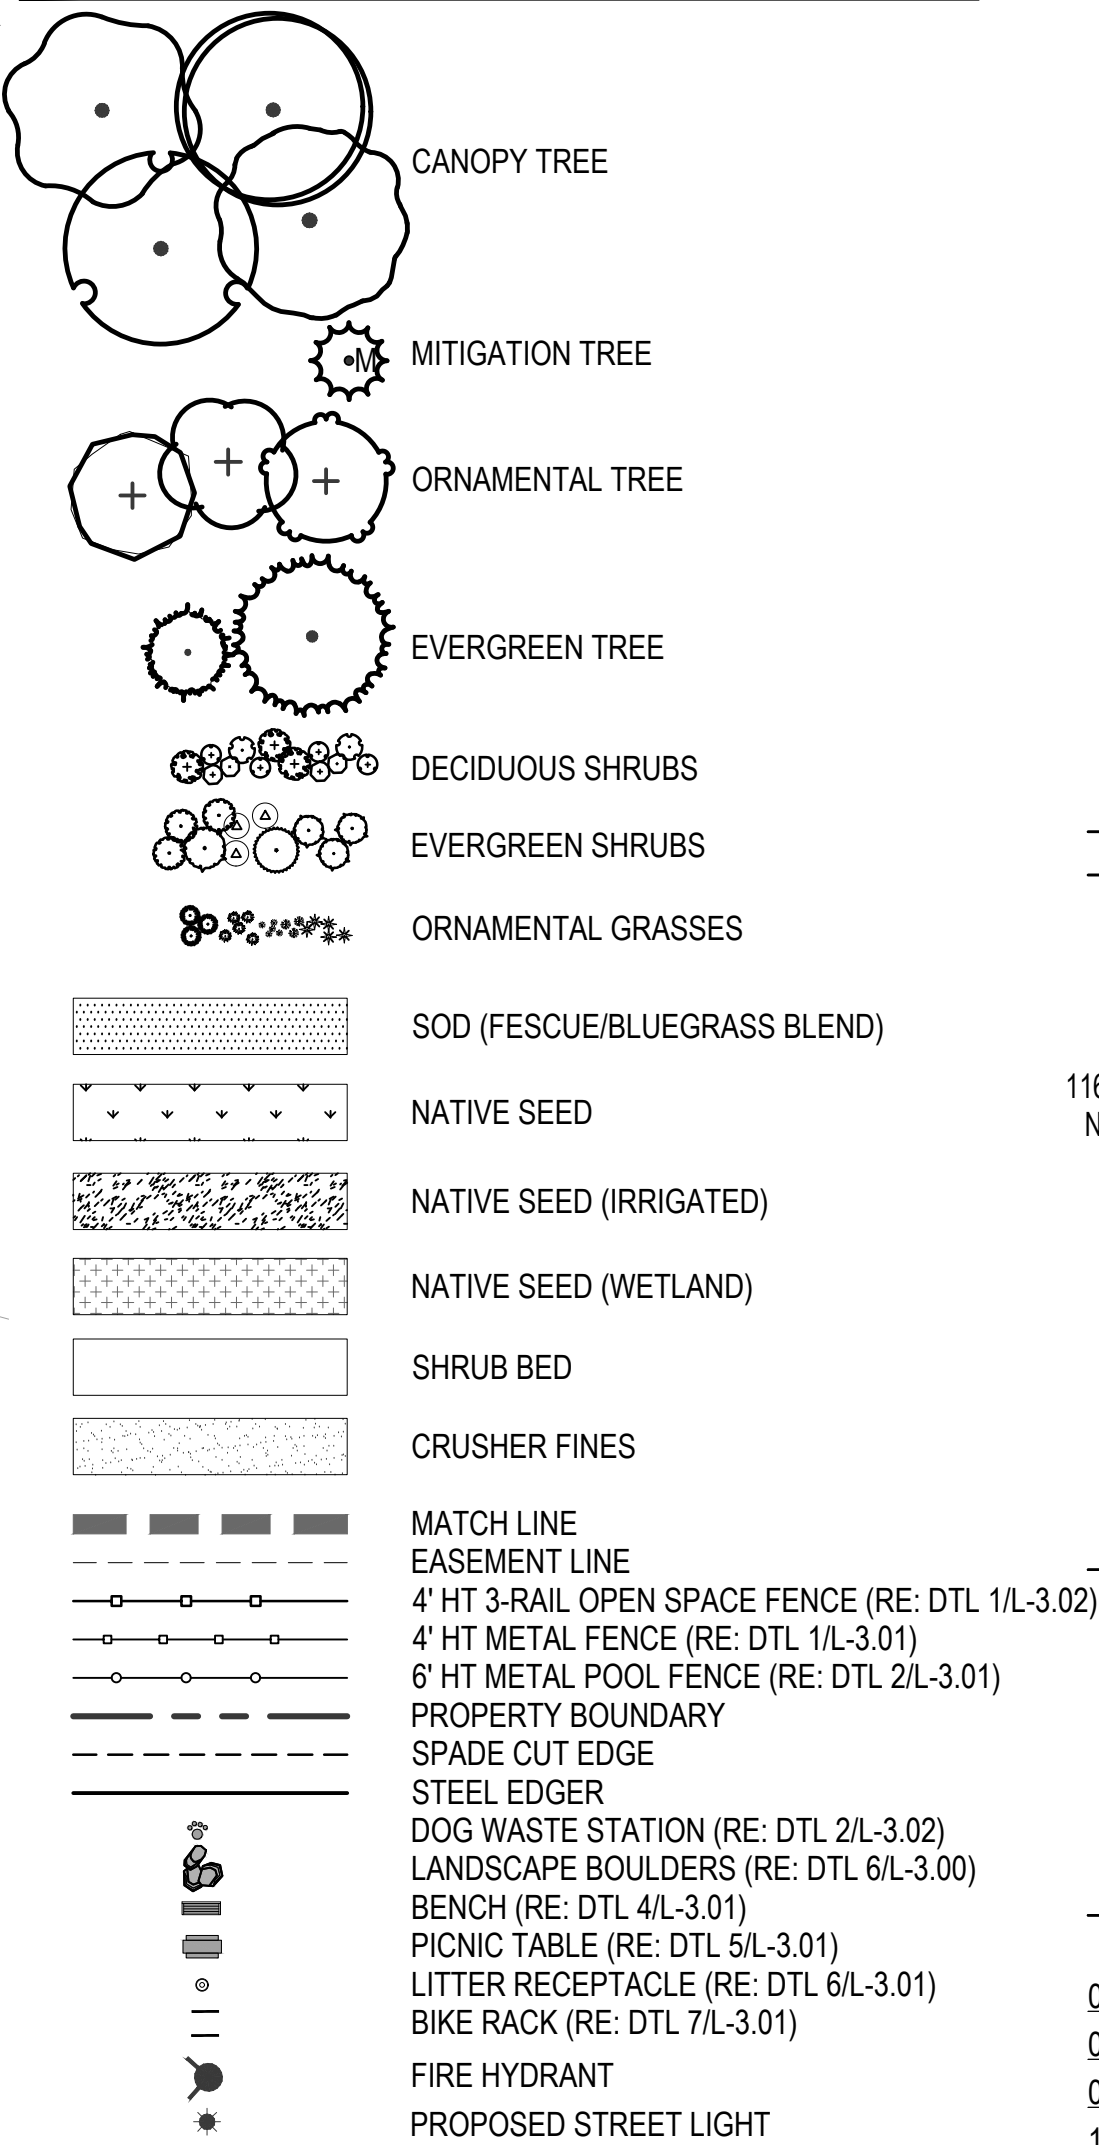 CANOPY TREE
M
MITIGATION TREE
ORNAMENTAL TREE
EVERGREEN TREE
DECIDUOUS SHRUBS
EVERGREEN SHRUBS
ORNAMENTAL GRASSES
SOD (FESCUE/BLUEGRASS BLEND)
116
NATIVE SEED
N
NATIVE SEED (IRRIGATED)
NATIVE SEED (WETLAND)
SHRUB BED
CRUSHER FINES
MATCH LINE
EASEMENT LINE
4' HT 3-RAIL OPEN SPACE FENCE (RE: DTL 1/L-3.02)
4' HT METAL FENCE (RE: DTL 1/L-3.01)
6' HT METAL POOL FENCE (RE: DTL 2/L-3.01)
PROPERTY BOUNDARY
SPADE CUT EDGE
STEEL EDGER
DOG WASTE STATION (RE: DTL 2/L-3.02)
LANDSCAPE BOULDERS (RE: DTL 6/L-3.00)
BENCH (RE: DTL 4/L-3.01)
PICNIC TABLE (RE: DTL 5/L-3.01)
LITTER RECEPTACLE (RE: DTL 6/L-3.01)
BIKE RACK (RE: DTL 7/L-3.01)
FIRE HYDRANT
PROPOSED STREET LIGHT